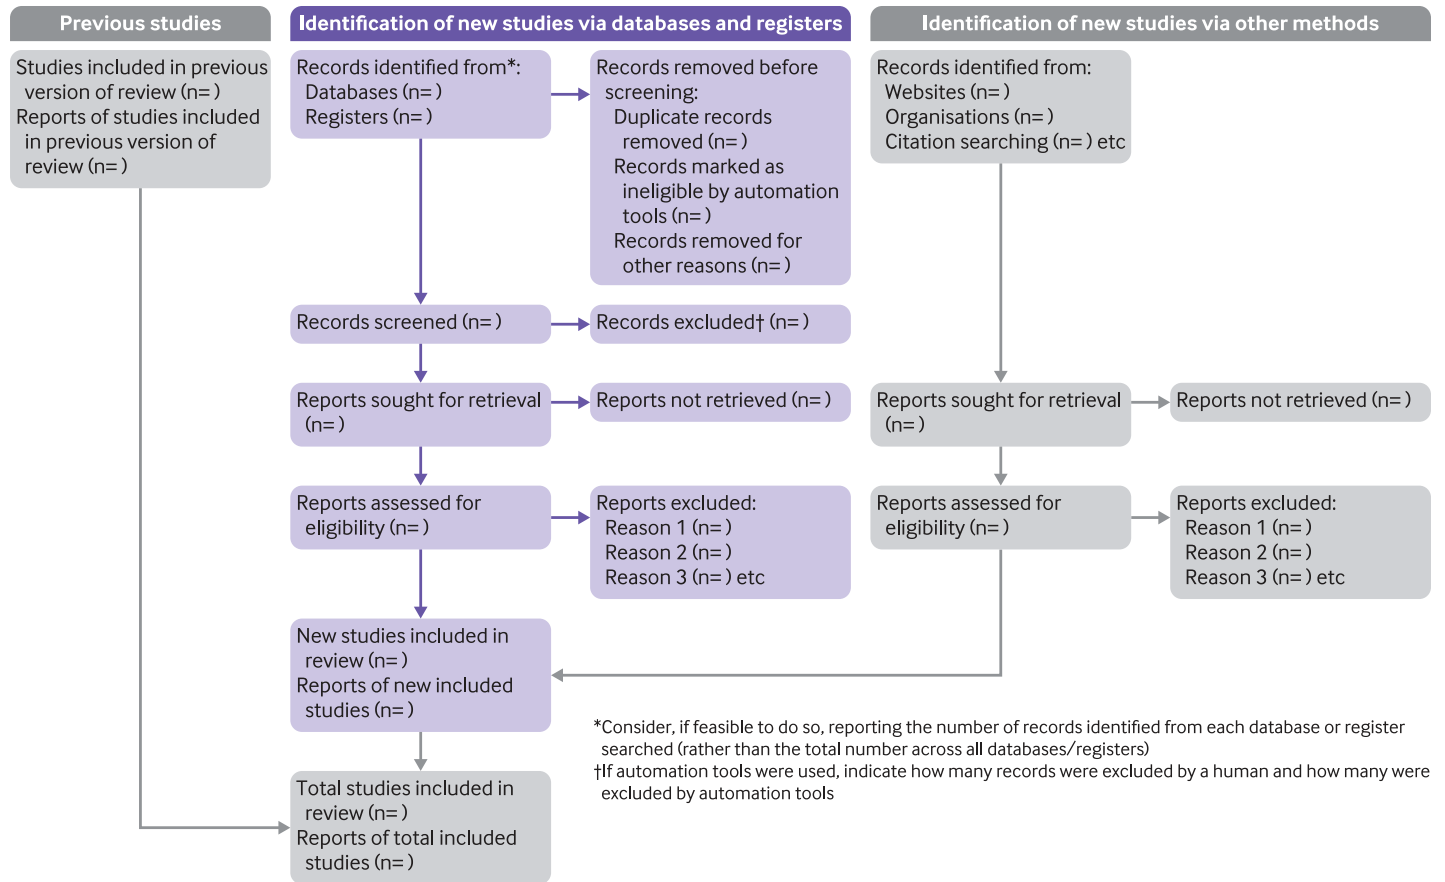 Previous studies
Identification of new studies via databases and registers
Identification of new studies via other methods
Studies included in previous
version of review (n= )
Reports of studies included
in previous version of
review (n= )
Records identified from*:
Databases (n= )
Registers (n= )
Records removed before
screening:
Duplicate records
removed (n= )
Records marked as
ineligible by automation
tools (n= )
Records removed for
other reasons (n= )
Records identified from:
Websites (n= )
Organisations (n= )
Citation searching (n= ) etc
Records screened (n= )
Records excluded† (n= )
Reports sought for retrieval
(n= )
Reports not retrieved (n= )
Reports sought for retrieval
(n= )
Reports not retrieved (n= )
Reports assessed for
eligibility (n= )
Reports excluded:
Reason 1 (n= )
Reason 2 (n= )
Reason 3 (n= ) etc
Reports assessed for
eligibility (n= )
Reports excluded:
Reason 1 (n= )
Reason 2 (n= )
Reason 3 (n= ) etc
New studies included in
review (n= )
Reports of new included
studies (n= )
Total studies included in
review (n= )
Reports of total included
studies (n= )
*Consider, if feasible to do so, reporting the number of records identified from each database or register
searched (rather than the total number across all databases/registers)
†If automation tools were used, indicate how many records were excluded by a human and how many were
excluded by automation tools